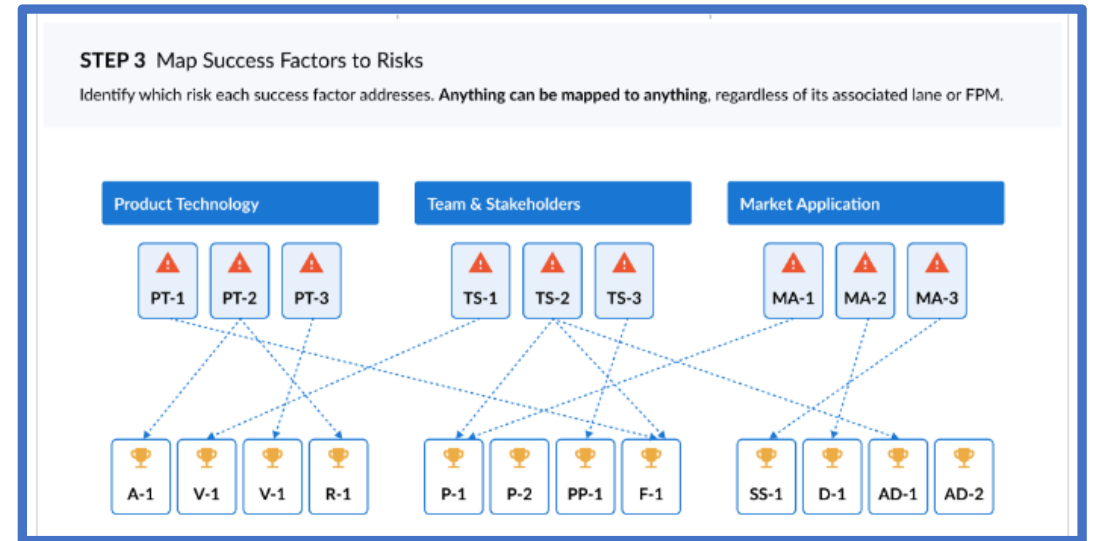 STEP 3 Map Success Factors to Risks
Identify which risk each success factor addresses. Anything can be mapped to anything, regardless of its associated lane or FPM.
Product Technology
Team & Stakeholders
Market Application
PT-1 PT-2 PT-3
TS-1 TS-2 TS-3
MA-1 MA-2 MA-3
A-1 V-1 V-1 R-1
P-1 P-2 PP-1 F-1
SS-1 D-1 AD-1 AD-2